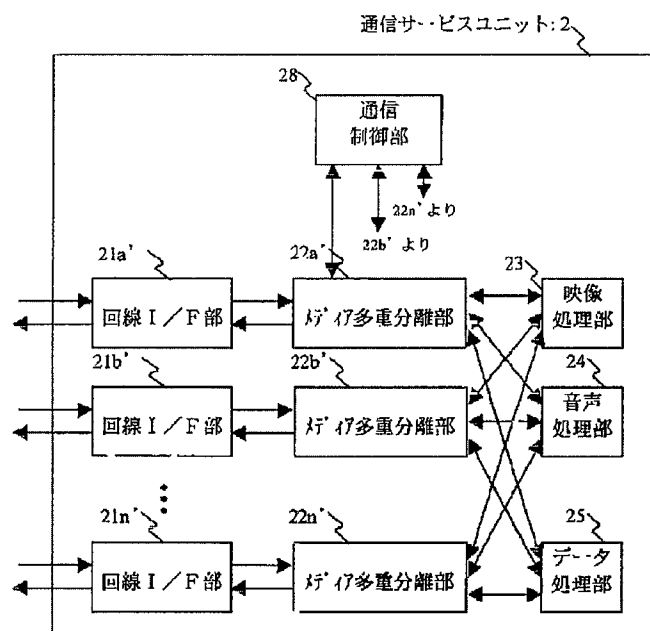 通信サービスユニット:2
28
通信
制御部
22n' より
22b' より
21a'
22a'
23
回線I/F部
メディア多重分離部
映像
処理部
21b'
22b'
24
回線I/F部
メディア多重分離部
音声
処理部
21n'
22n'
25
回線I/F部
メディア多重分離部
データ
処理部